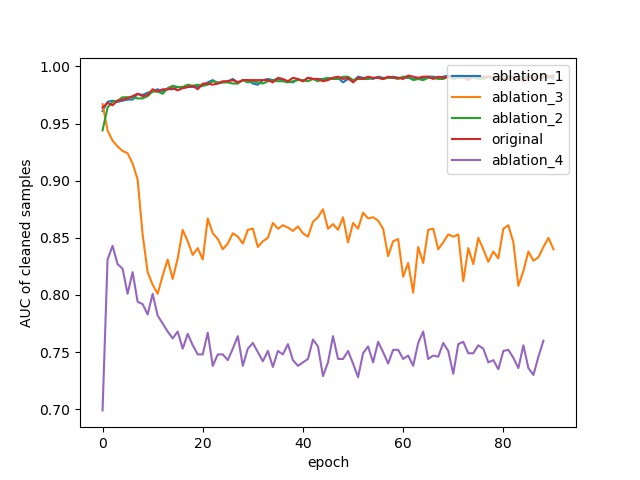 1.00
0.95
0.90
0.85
0.80
0.75
0.70
AUC of cleaned samples
0
20
40
60
80
epoch
ablation_1
ablation_3
ablation_2
original
ablation_4